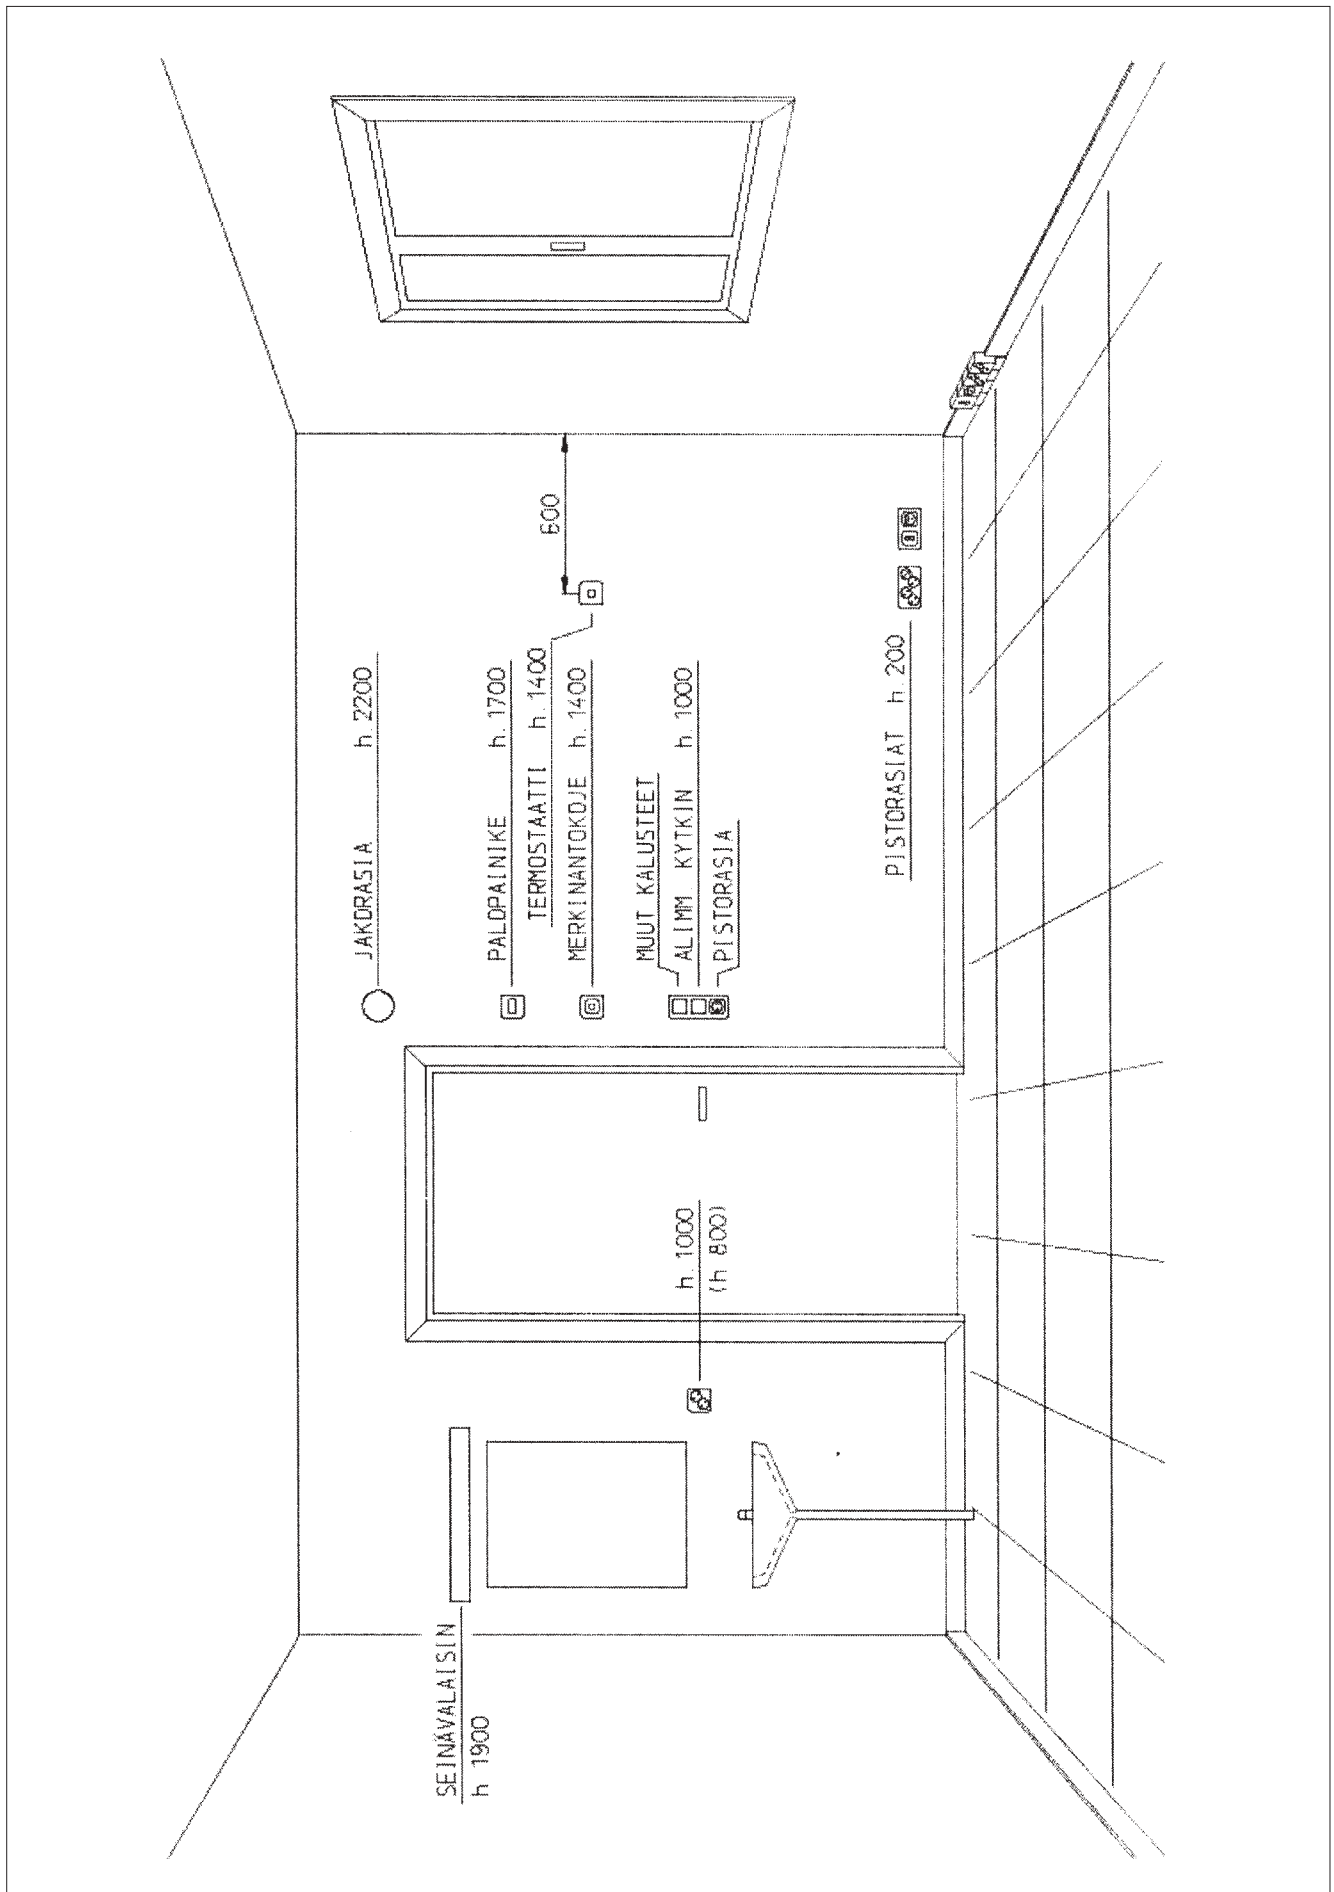 JAKORASIA h. 2200
SEINÄVALAISIN
h 1900
PALOPAINIKE h. 1700
TERMOSTAATTI h. 1400
600
MERKINANTOKOJE h. 1400
MUUT KALUSTEET
ALIMM. KYTKIN h. 1000
PISTORASIA
h. 1000
(h 800)
PISTORASIAT h. 200